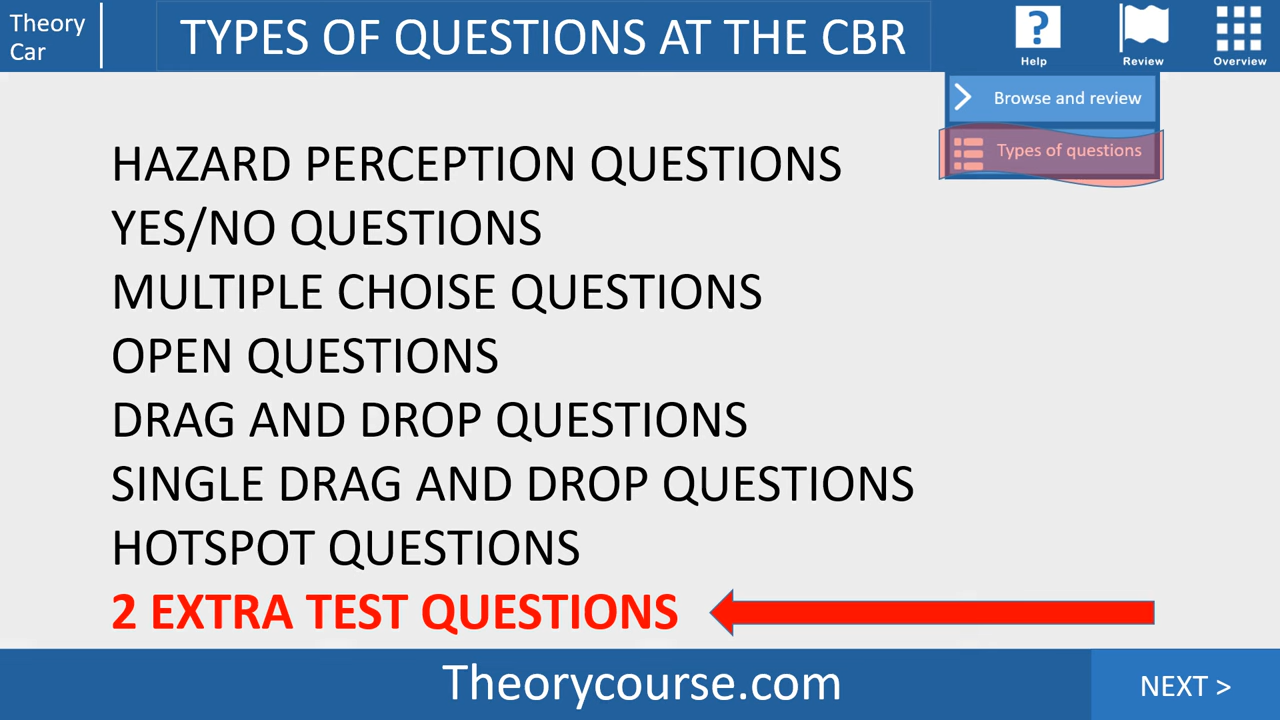 Theory
Car
TYPES OF QUESTIONS AT THE CBR
?
Help
Review
Overview
Browse and review
Types of questions
HAZARD PERCEPTION QUESTIONS
YES/NO QUESTIONS
MULTIPLE CHOISE QUESTIONS
OPEN QUESTIONS
DRAG AND DROP QUESTIONS
SINGLE DRAG AND DROP QUESTIONS
HOTSPOT QUESTIONS
2 EXTRA TEST QUESTIONS
Theorycourse.com
NEXT >